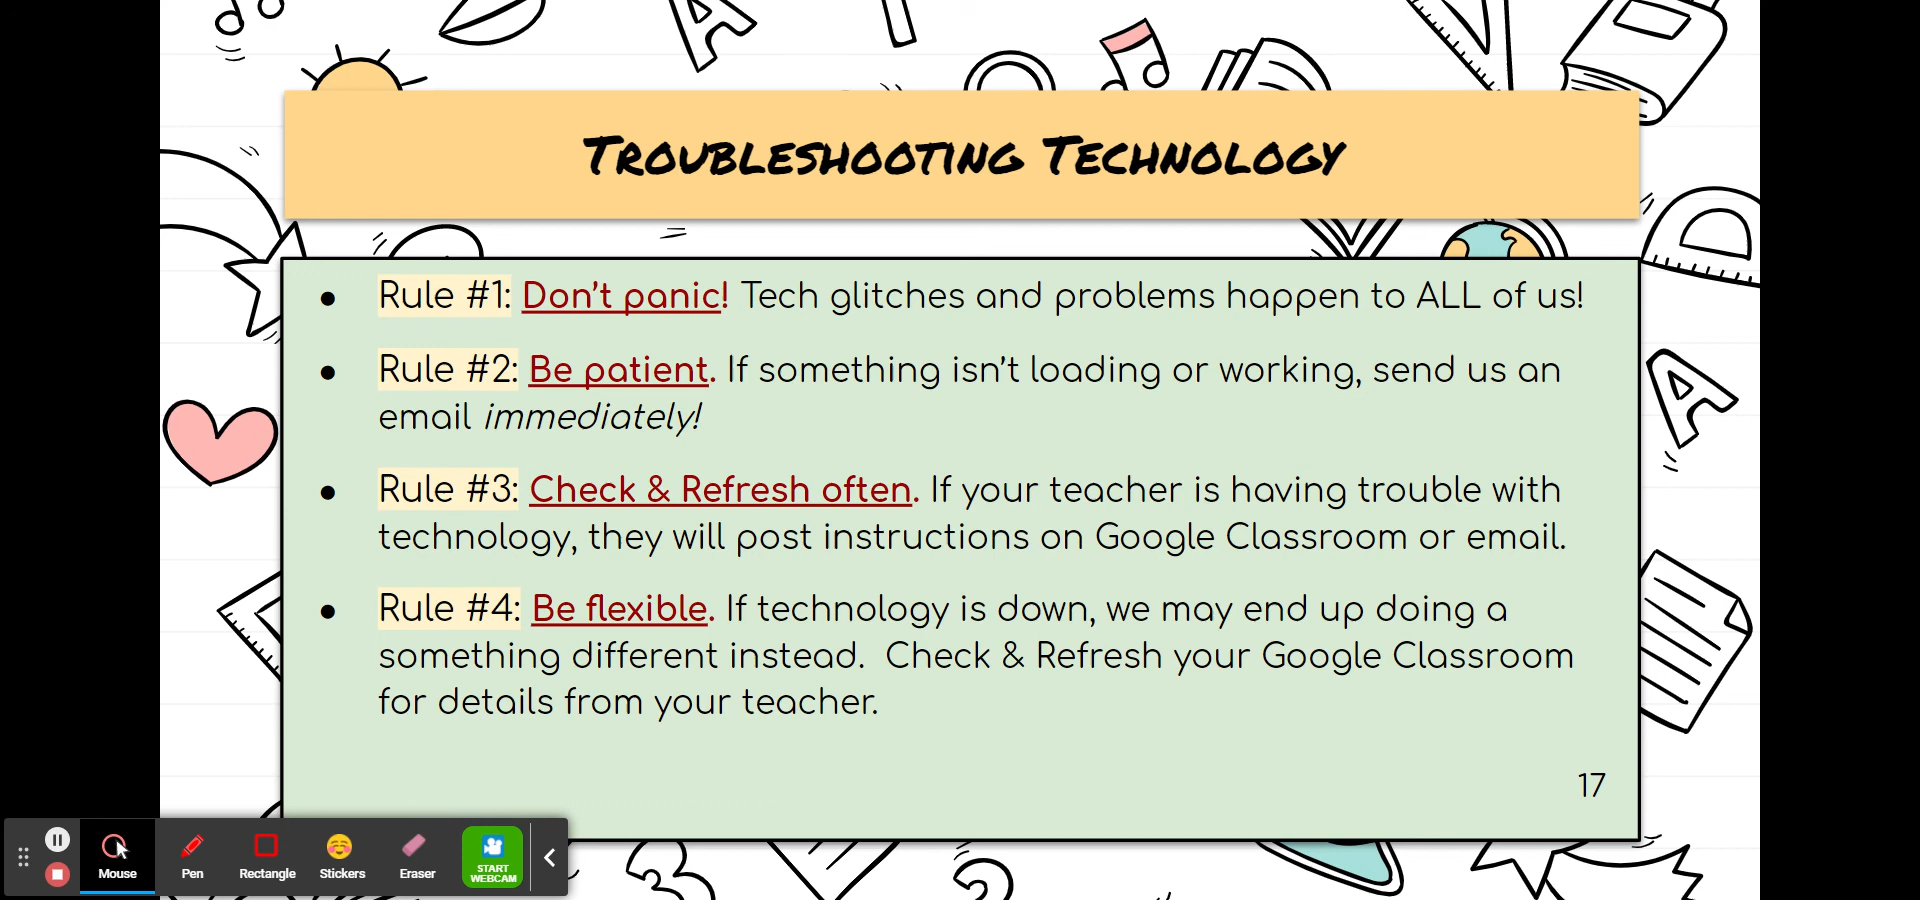 Troubleshooting Technology
● Rule #1: Don't panic! Tech glitches and problems happen to ALL of us!
● Rule #2: Be patient. If something isn't loading or working, send us an
email immediately!
● Rule #3: Check & Refresh often. If your teacher is having trouble with
technology, they will post instructions on Google Classroom or email.
● Rule #4: Be flexible. If technology is down, we may end up doing a
something different instead.  Check & Refresh your Google Classroom
for details from your teacher.
17
Mouse
Pen
Rectangle
Stickers
Eraser
START
WEBCAM